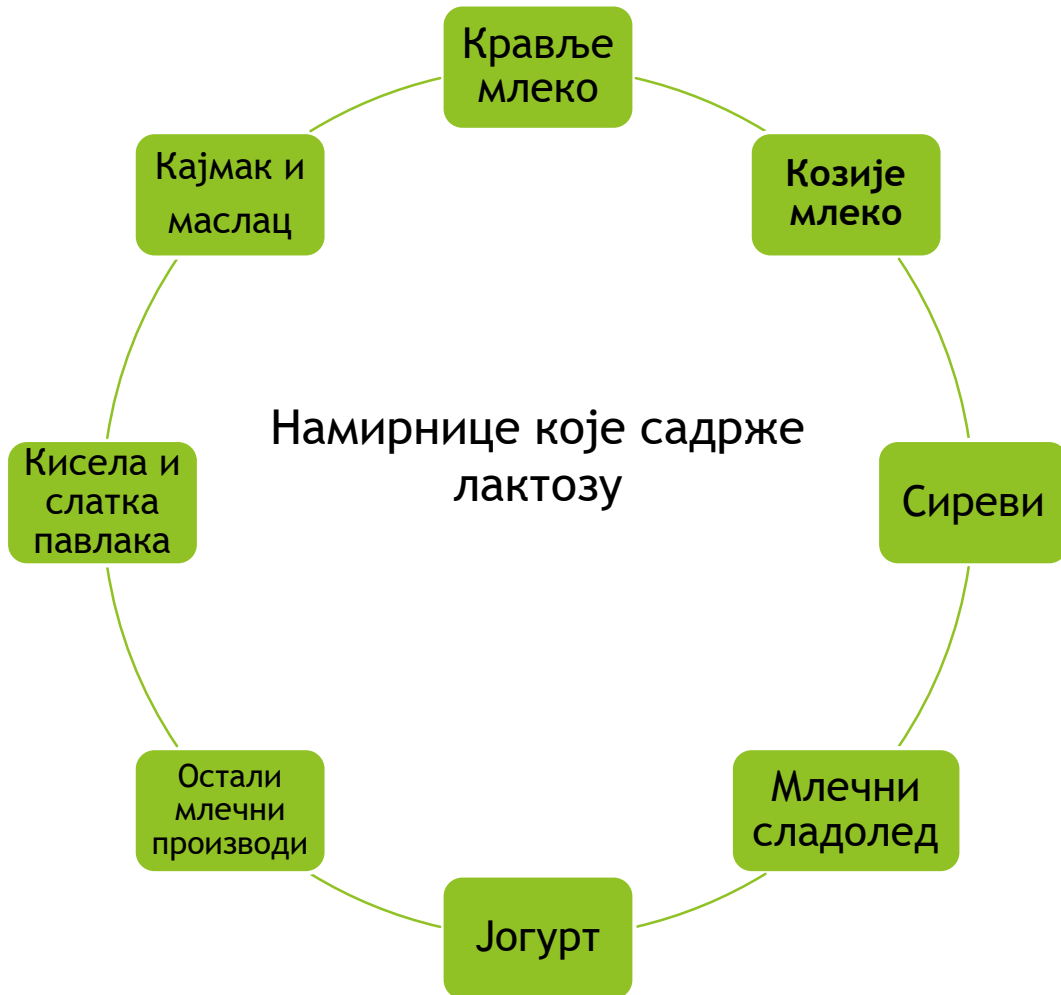 Кравље
млеко
Козије
млеко
Сиреви
Млечни
сладолед
Јогурт
Остали
млечни
производи
Кисела и
слатка
павлака
Кајмак и
маслац
Намирнице које садрже
лактозу